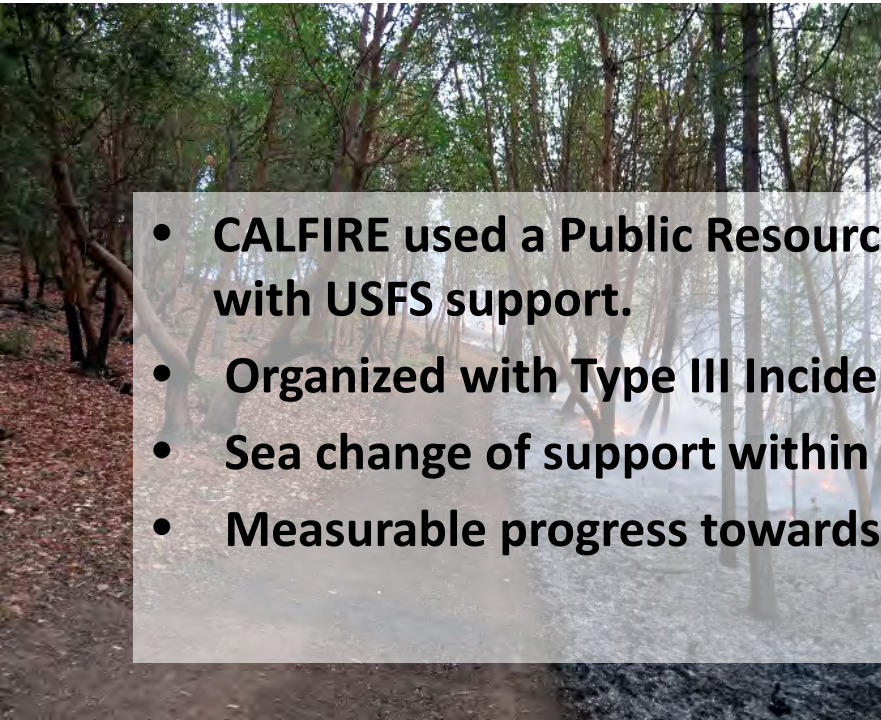 • CALFIRE used a Public Resourc
with USFS support.
• Organized with Type III Incide
• Sea change of support within
• Measurable progress towards